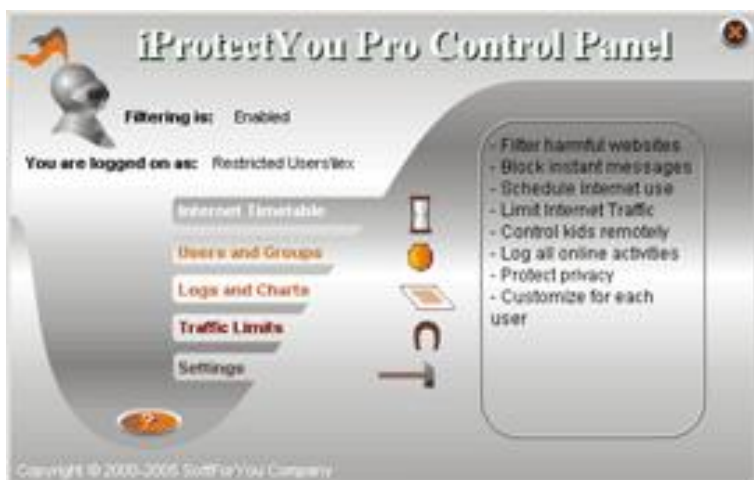 iProtectYou Pro Control Panel
Filtering is: Enabled
You are logged on as: Restricted Users\lex
Internet Timetable
Users and Groups
Logs and Charts
Traffic Limits
Settings
?
- Filter harmful websites
- Block instant messages
- Schedule Internet use
- Limit Internet Traffic
- Control kids remotely
- Log all online activities
- Protect privacy
- Customize for each
user
Copyright © 2000-2005 SoftForYou Company